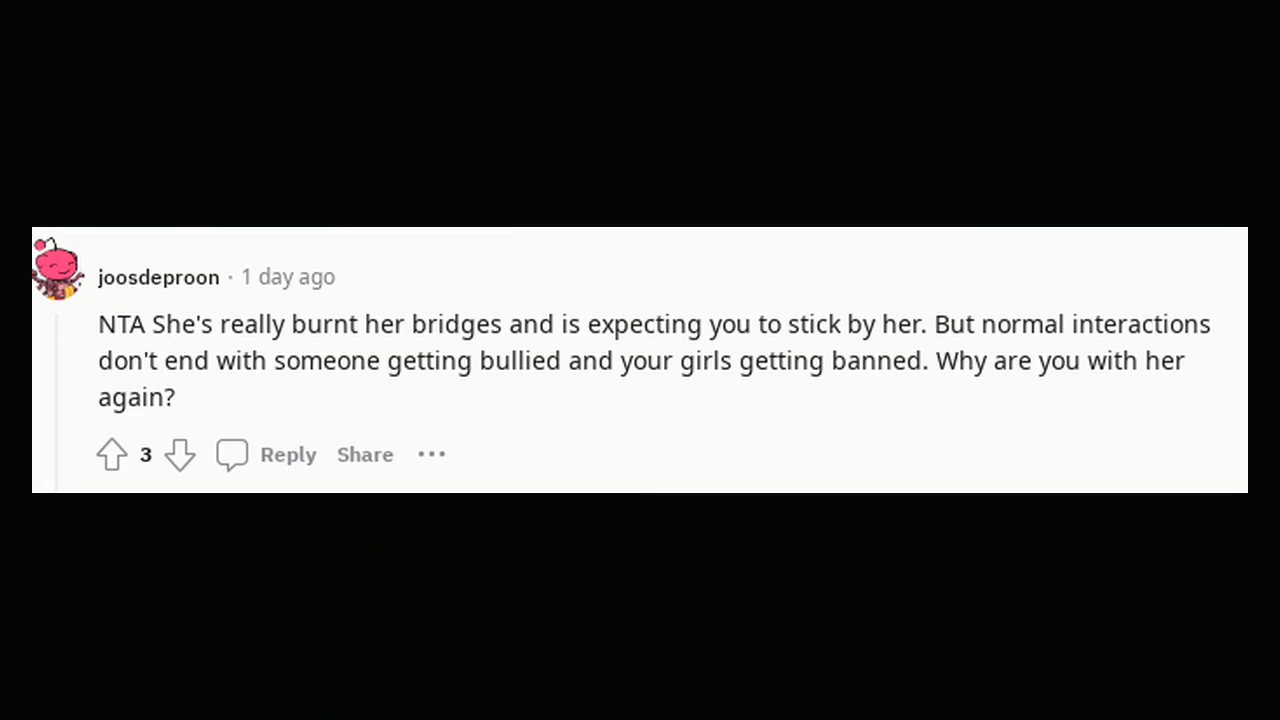 joosdeproon · 1 day ago
NTA She's really burnt her bridges and is expecting you to stick by her. But normal interactions
don't end with someone getting bullied and your girls getting banned. Why are you with her
again?
3 Reply Share ···